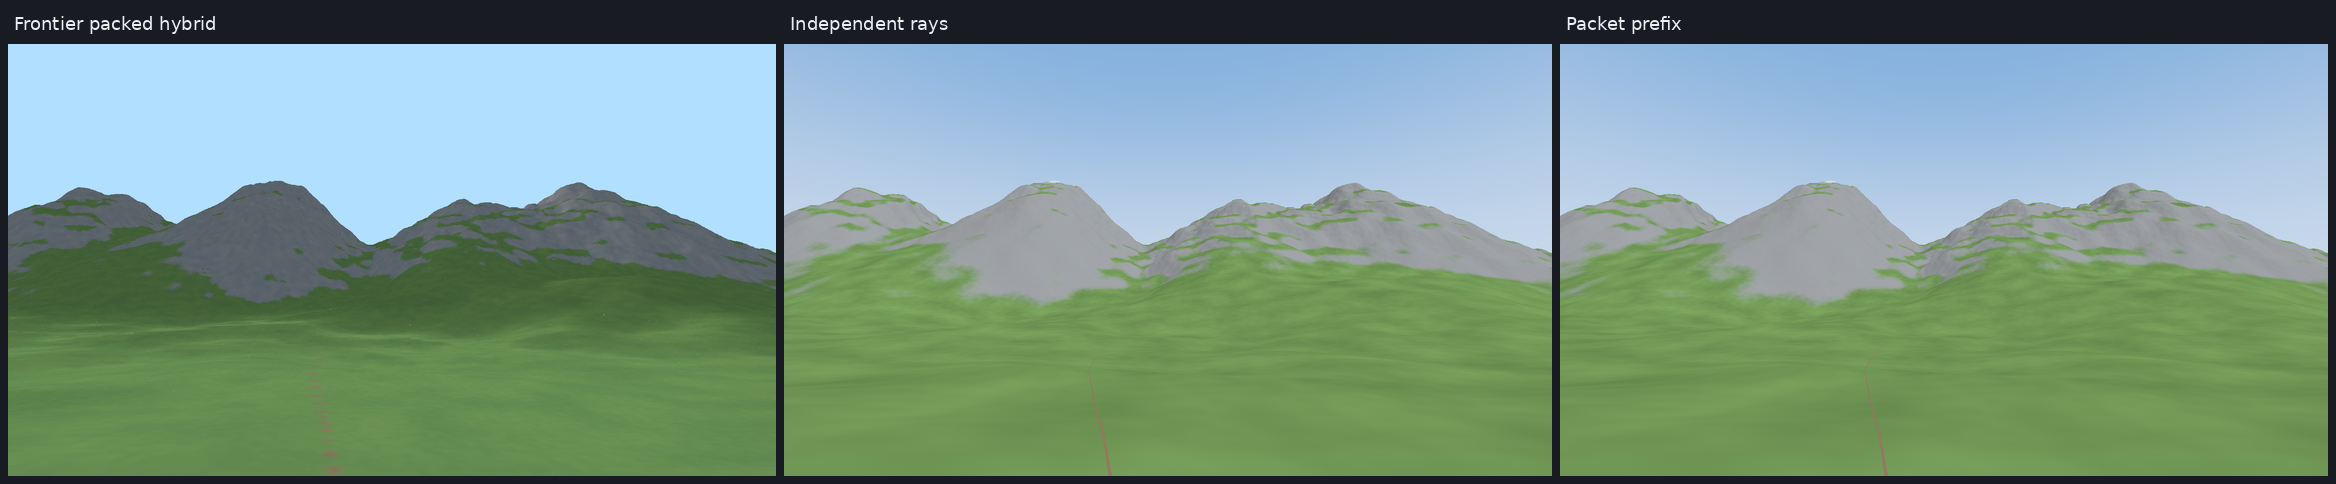 Frontier packed hybrid
Independent rays
Packet prefix